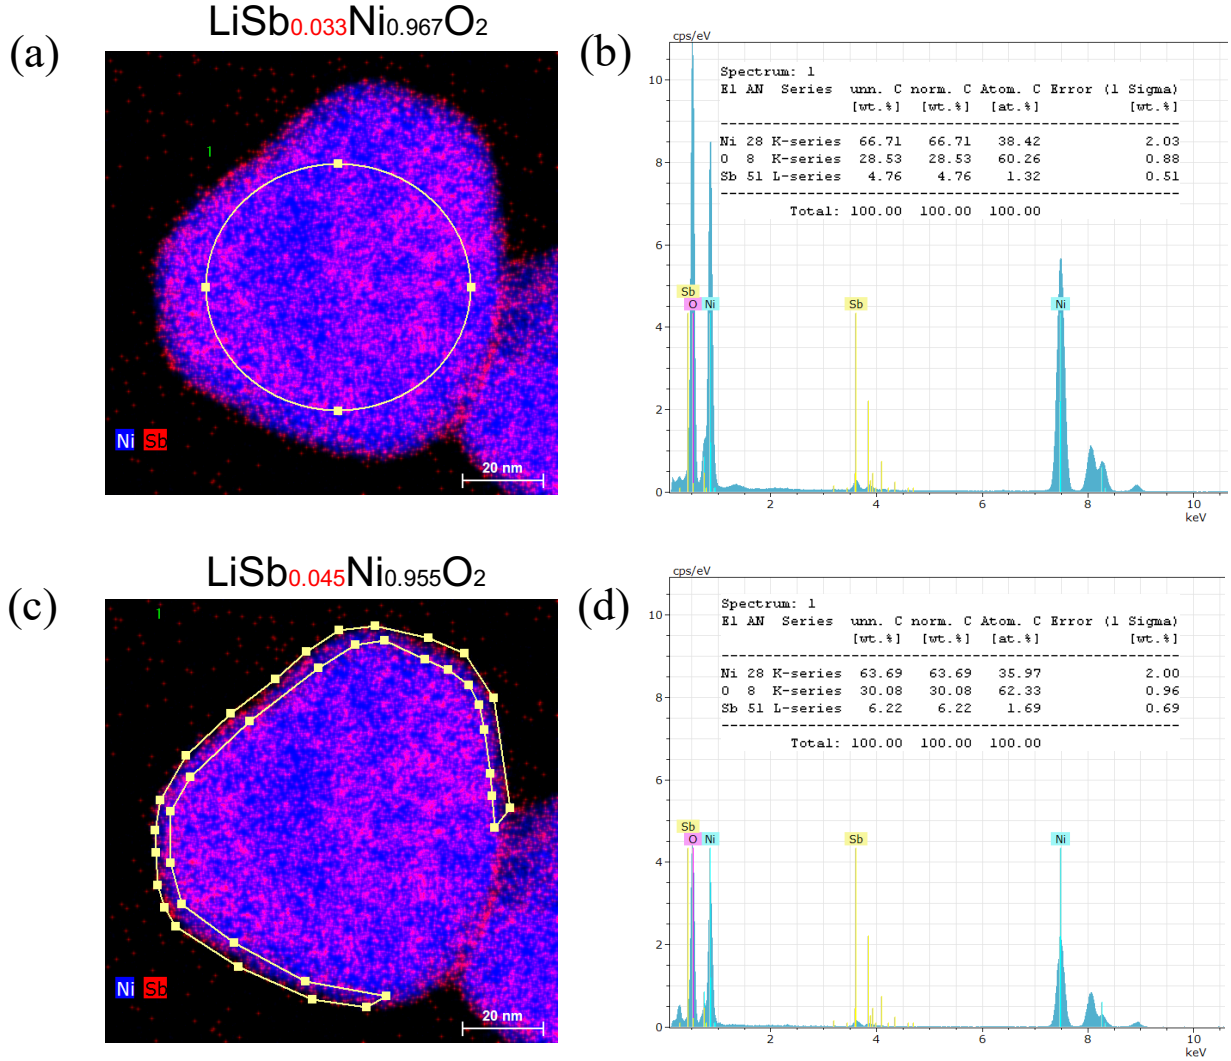 LiSb0.033Ni0.967O2
(a)
1
Ni Sb
20 nm
(b)
cps/eV
Spectrum: 1
El AN Series unn. C norm. C Atom. C Error (1 Sigma)
[wt.%] [wt.%] [at.%] [wt.%]
Ni 28 K-series 66.71 66.71 38.42 2.03
O 8 K-series 28.53 28.53 60.26 0.88
Sb 51 L-series 4.76 4.76 1.32 0.51
Total: 100.00 100.00 100.00
10
8
6
4
2
0
Sb
O Ni
Sb
Ni
2 4 6 8 10
keV
LiSb0.045Ni0.955O2
(c)
1
Ni Sb
20 nm
(d)
cps/eV
Spectrum: 1
El AN Series unn. C norm. C Atom. C Error (1 Sigma)
[wt.%] [wt.%] [at.%] [wt.%]
Ni 28 K-series 63.69 63.69 35.97 2.00
O 8 K-series 30.08 30.08 62.33 0.96
Sb 51 L-series 6.22 6.22 1.69 0.69
Total: 100.00 100.00 100.00
10
8
6
4
2
0
Sb
O Ni
Sb
Ni
2 4 6 8 10
keV